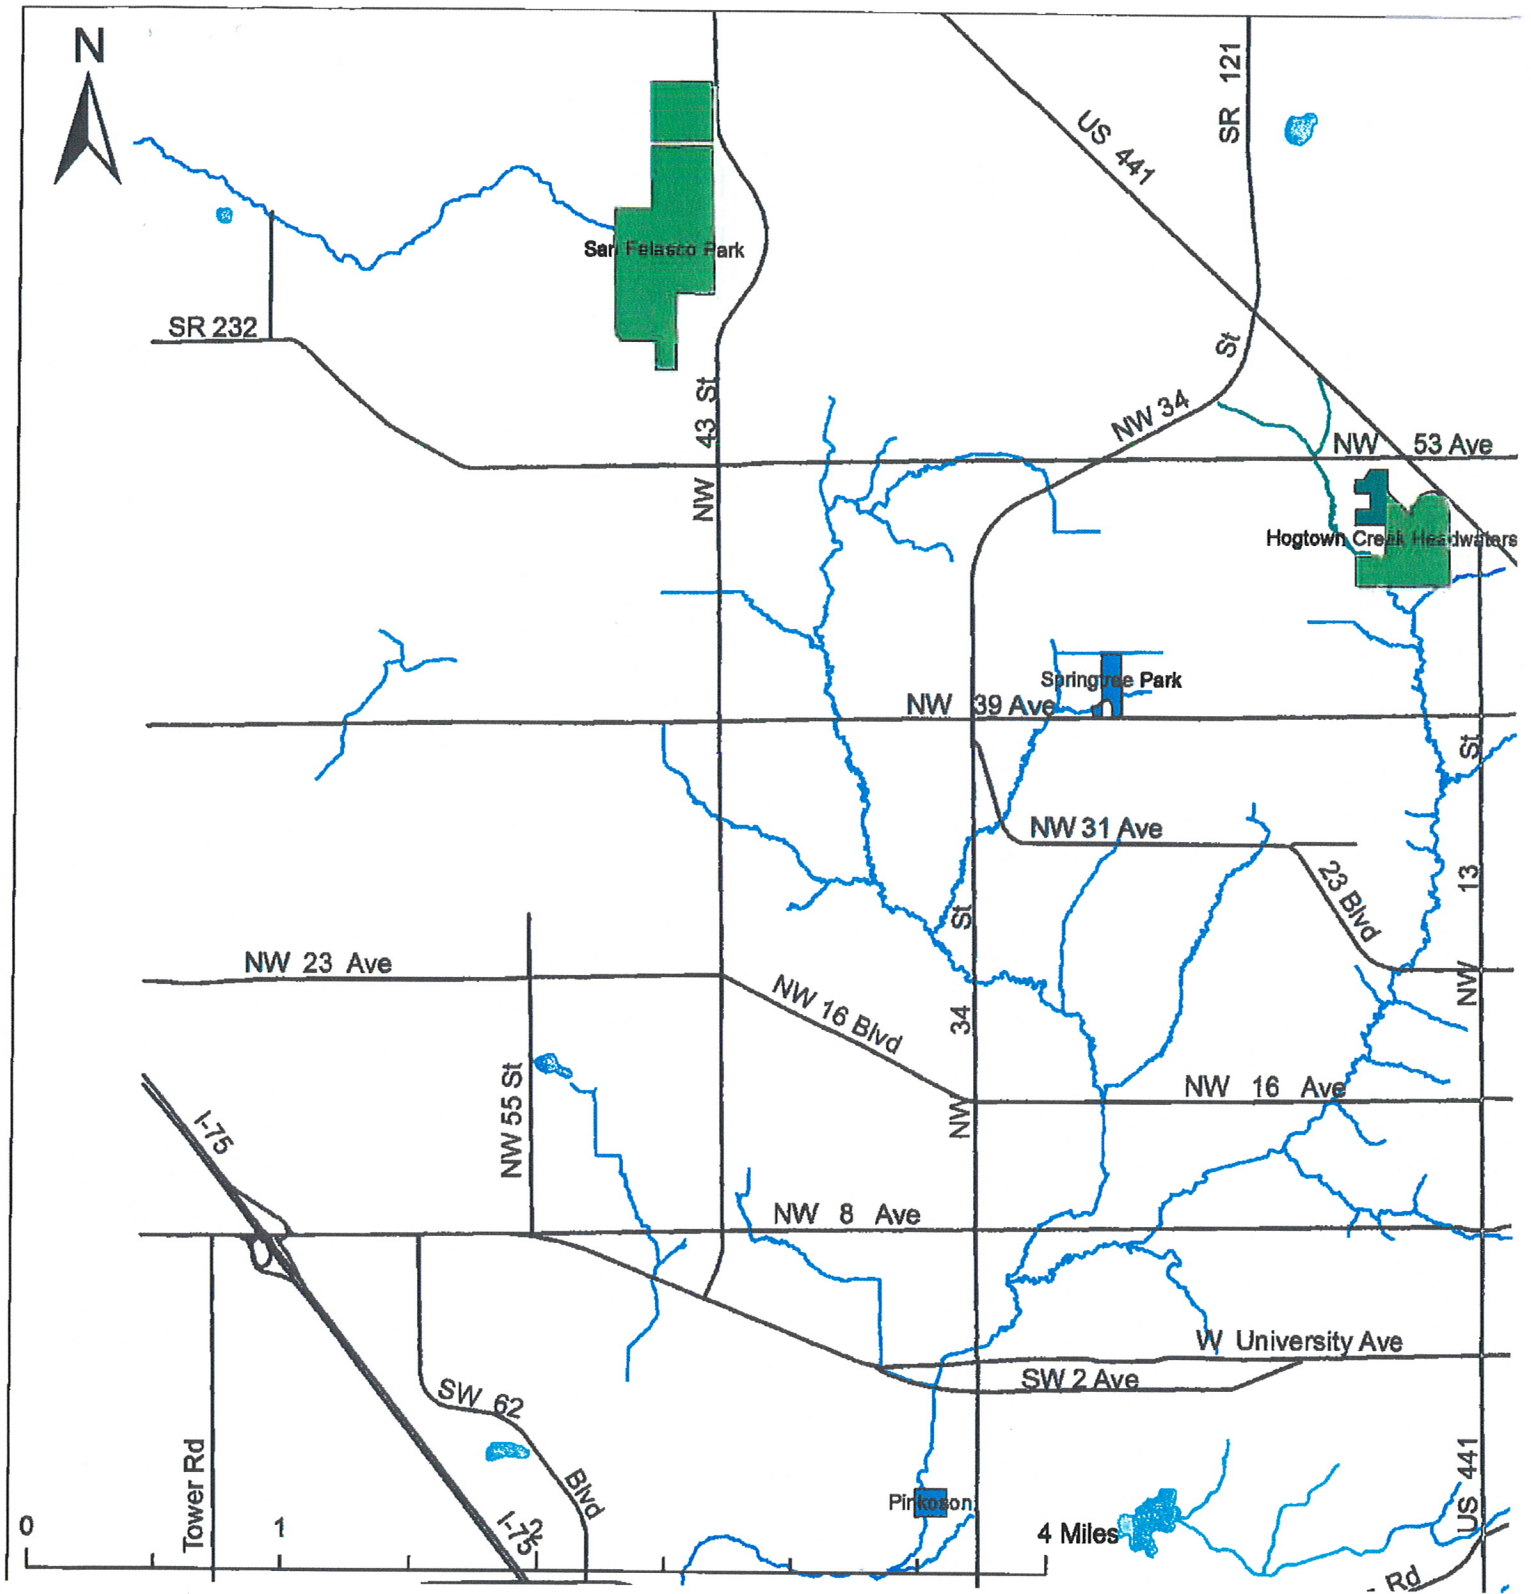 N
SR 121
US 441
San Felasco Park
SR 232
St
NW 34
NW 43 St
NW 53 Ave
Hogtown Creek Headwaters
Springtree Park
NW 39 Ave
St
NW 31 Ave
23 Blvd
13
NW
St
NW 23 Ave
NW 16 Blvd
34
NW 55 St
NW
NW 16 Ave
I-75
NW 8 Ave
W University Ave
SW 2 Ave
SW 62
Blvd
Tower Rd
US 441
Pinkoson
0
1
I-75
2
4 Miles
Rd